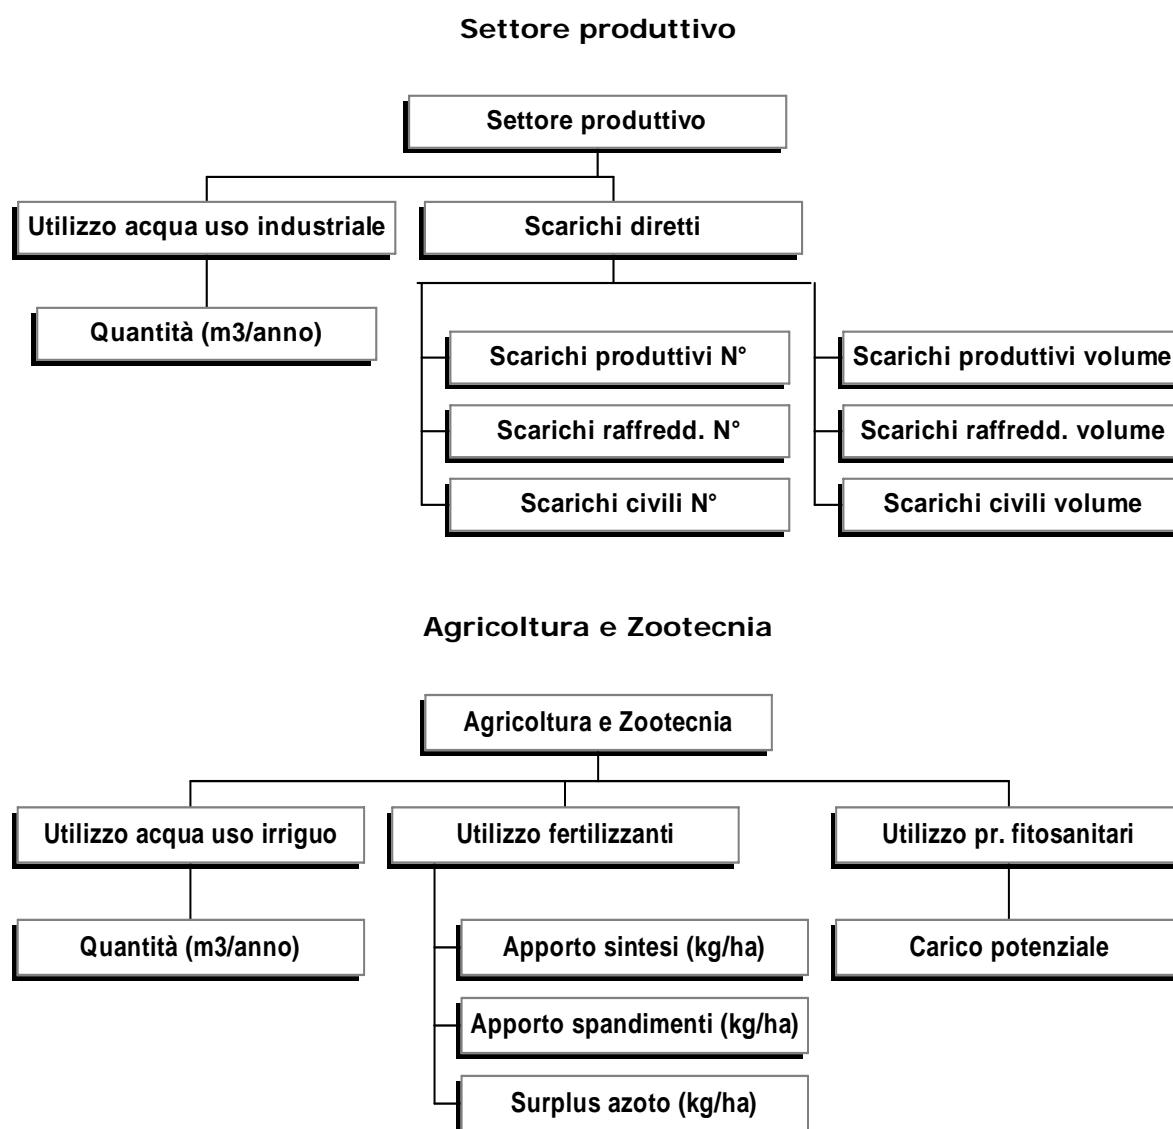 Settore produttivo
Settore produttivo
Utilizzo acqua uso industriale
Scarichi diretti
Quantità (m3/anno)
Scarichi produttivi N°
Scarichi produttivi volume
Scarichi raffredd. N°
Scarichi raffredd. volume
Scarichi civili N°
Scarichi civili volume
Agricoltura e Zootecnia
Agricoltura e Zootecnia
Utilizzo acqua uso irriguo
Utilizzo fertilizzanti
Utilizzo pr. fitosanitari
Quantità (m3/anno)
Apporto sintesi (kg/ha)
Carico potenziale
Apporto spandimenti (kg/ha)
Surplus azoto (kg/ha)